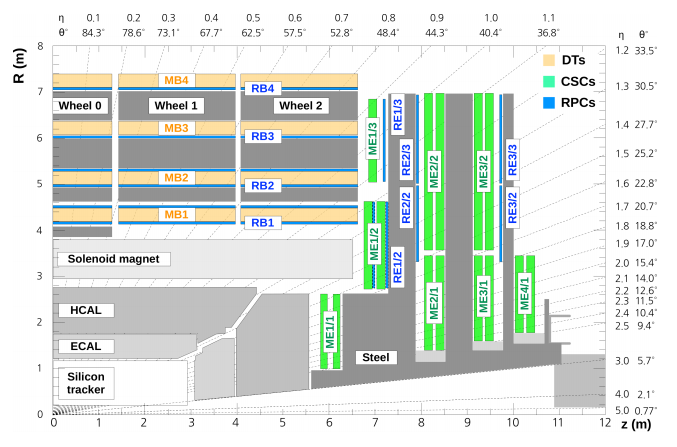 η 0.1 0.2 0.3 0.4 0.5 0.6 0.7 0.8 0.9 1.0 1.1
θ° 84.3° 78.6° 73.1° 67.7° 62.5° 57.5° 52.8° 48.4° 44.3° 40.4° 36.8° η θ°
R (m)
8
7
6
5
4
3
2
1
0
1.2 33.5°
1.3 30.5°
1.4 27.7°
1.5 25.2°
1.6 22.8°
1.7 20.7°
1.8 18.8°
1.9 17.0°
2.0 15.4°
2.1 14.0°
2.2 12.6°
2.3 11.5°
2.4 10.4°
2.5 9.4°
3.0 5.7°
4.0 2.1°
5.0 0.77°
DTs
CSCs
RPCs
MB4
RB4
Wheel 0
Wheel 1
Wheel 2
MB3
RB3
MB2
RB2
MB1
RB1
Solenoid magnet
HCAL
ECAL
Silicon
tracker
Steel
ME1/3
RE1/3
ME1/2
RE1/2
ME1/1
RE2/3
RE2/2
ME2/2
ME2/1
ME3/2
ME3/1
RE3/3
RE3/2
ME4/1
0 1 2 3 4 5 6 7 8 9 10 11 12
z (m)